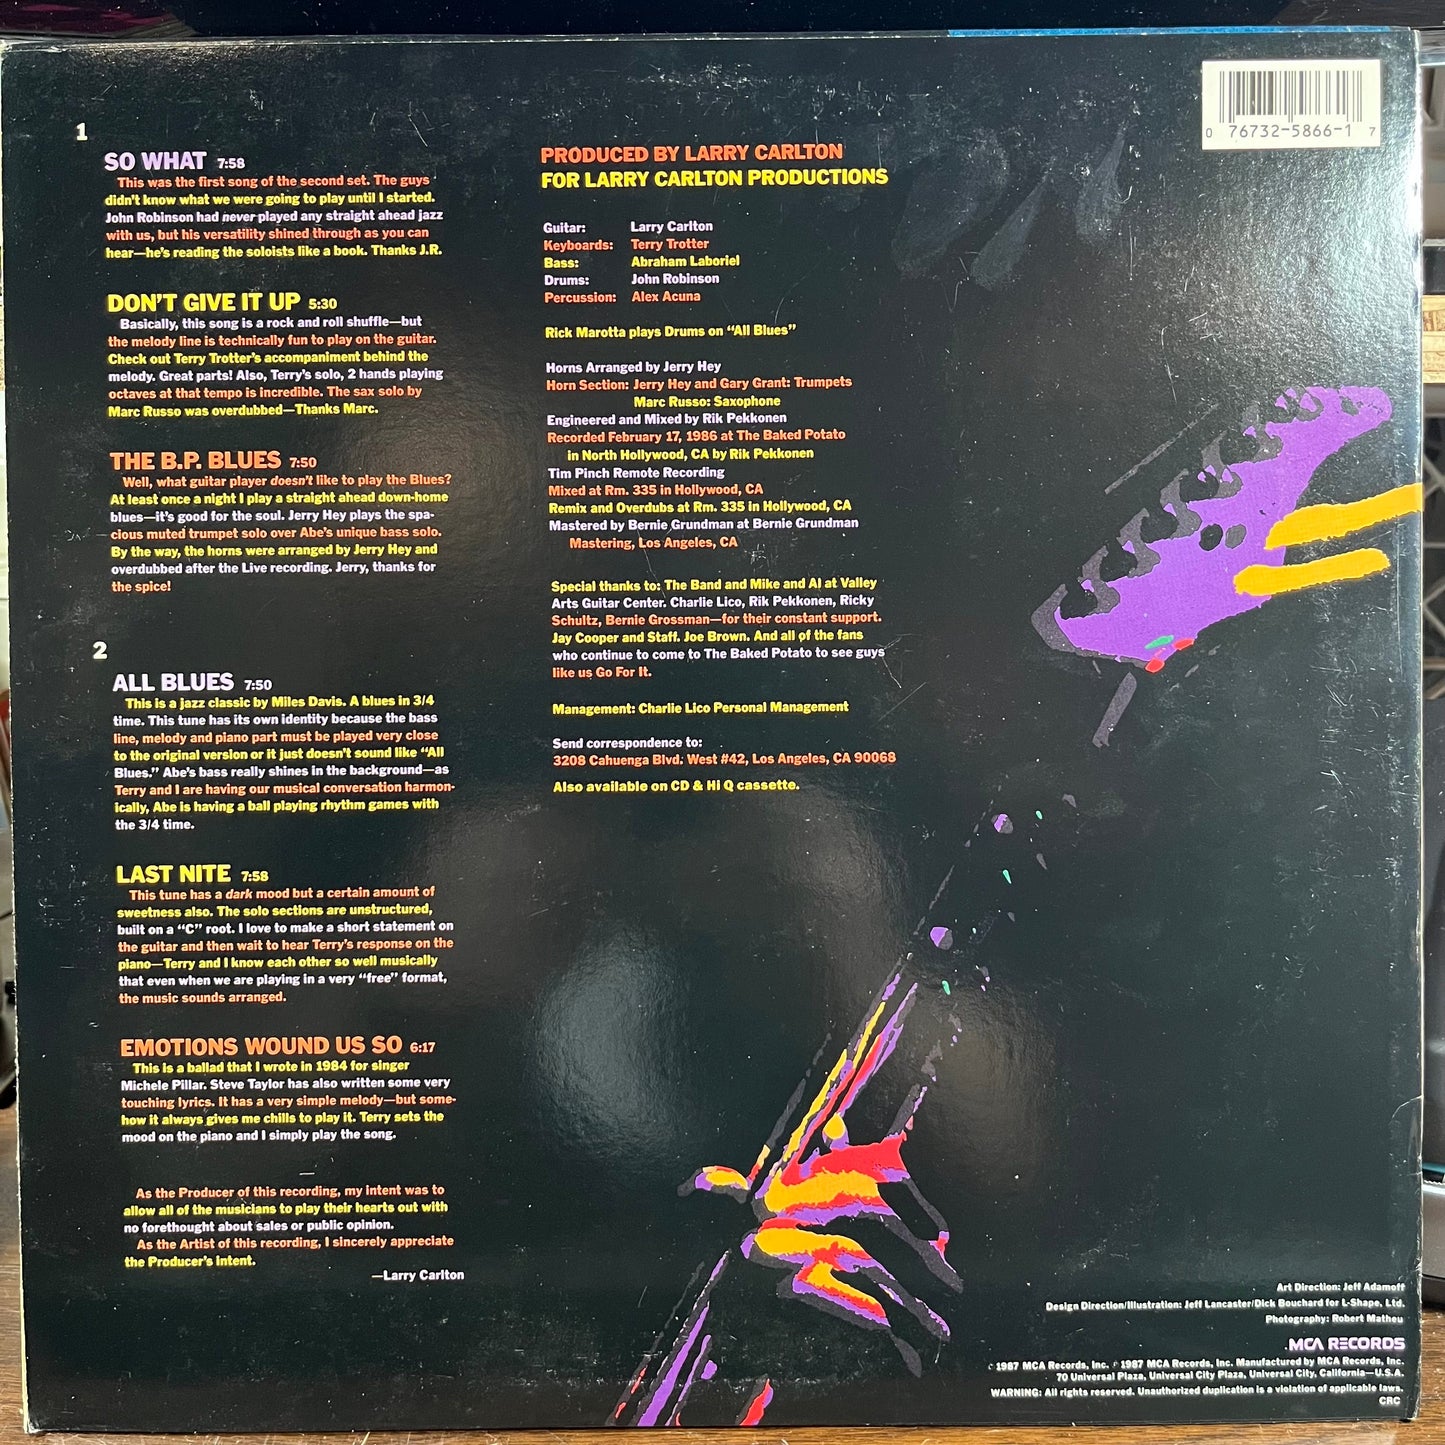 1
SO WHAT 7:58
This was the first song of the second set. The guys
didn't know what we were going to play until I started.
John Robinson had never played any straight ahead jazz
with us, but his versatility shined through as you can
hear—he's reading the soloists like a book. Thanks J.R.
DON'T GIVE IT UP 5:30
Basically, this song is a rock and roll shuffle—but
the melody line is technically fun to play on the guitar.
Check out Terry Trotter's accompaniment behind the
melody. Great parts! Also, Terry's solo, 2 hands playing
octaves at that tempo is incredible. The sax solo by
Marc Russo was overdubbed—Thanks Marc.
THE B.P. BLUES 7:50
Well, what guitar player doesn't like to play the Blues?
At least once a night I play a straight ahead down-home
blues—it's good for the soul. Jerry Hey plays the spa-
cious muted trumpet solo over Abe's unique bass solo.
By the way, the horns were arranged by Jerry Hey and
overdubbed after the Live recording. Jerry, thanks for
the spice!
2
ALL BLUES 7:50
This is a jazz classic by Miles Davis. A blues in 3/4
time. This tune has its own identity because the bass
line, melody and piano part must be played very close
to the original version or it just doesn't sound like "All
Blues." Abe's bass really shines in the background—as
Terry and I are having our musical conversation harmon-
ically, Abe is having a ball playing rhythm games with
the 3/4 time.
LAST NITE 7:58
This tune has a dark mood but a certain amount of
sweetness also. The solo sections are unstructured,
built on a "C" root. I love to make a short statement on
the guitar and then wait to hear Terry's response on the
piano—Terry and I know each other so well musically
that even when we are playing in a very "free" format,
the music sounds arranged.
EMOTIONS WOUND US SO 6:17
This is a ballad that I wrote in 1984 for singer
Michele Pillar. Steve Taylor has also written some very
touching lyrics. It has a very simple melody—but some-
how it always gives me chills to play it. Terry sets the
mood on the piano and I simply play the song.
—
As the Producer of this recording, my intent was to
allow all of the musicians to play their hearts out with
no forethought about sales or public opinion.
As the Artist of this recording, I sincerely appreciate
the Producer's intent.
—Larry Carlton
PRODUCED BY LARRY CARLTON
FOR LARRY CARLTON PRODUCTIONS
Guitar: Larry Carlton
Keyboards: Terry Trotter
Bass: Abraham Laboriel
Drums: John Robinson
Percussion: Alex Acuna
Rick Marotta plays Drums on "All Blues"
Horns Arranged by Jerry Hey
Horn Section: Jerry Hey and Gary Grant: Trumpets
Marc Russo: Saxophone
Engineered and Mixed by Rik Pekkonen
Recorded February 17, 1986 at The Baked Potato
in North Hollywood, CA by Rik Pekkonen
Tim Pinch Remote Recording
Mixed at Rm. 335 in Hollywood, CA
Remix and Overdubs at Rm. 335 in Hollywood, CA
Mastered by Bernie Grundman at Bernie Grundman
Mastering, Los Angeles, CA
Special thanks to: The Band and Mike and Al at Valley
Arts Guitar Center. Charlie Lico, Rik Pekkonen, Ricky
Schultz, Bernie Grossman—for their constant support.
Jay Cooper and Staff. Joe Brown. And all of the fans
who continue to come to The Baked Potato to see guys
like us Go For It.
Management: Charlie Lico Personal Management
Send correspondence to:
3208 Cahuenga Blvd. West #42, Los Angeles, CA 90068
Also available on CD & Hi Q cassette.
0 76732-5866-1 7
Art Direction: Jeff Adamoff
Design Direction/Illustration: Jeff Lancaster/Dick Bouchard for L-Shape, Ltd.
Photography: Robert Matheu
MCA RECORDS
© 1987 MCA Records, Inc. ℗ 1987 MCA Records, Inc. Manufactured by MCA Records, Inc.
70 Universal Plaza, Universal City Plaza, Universal City, California—U.S.A.
WARNING: All rights reserved. Unauthorized duplication is a violation of applicable laws.
CRC